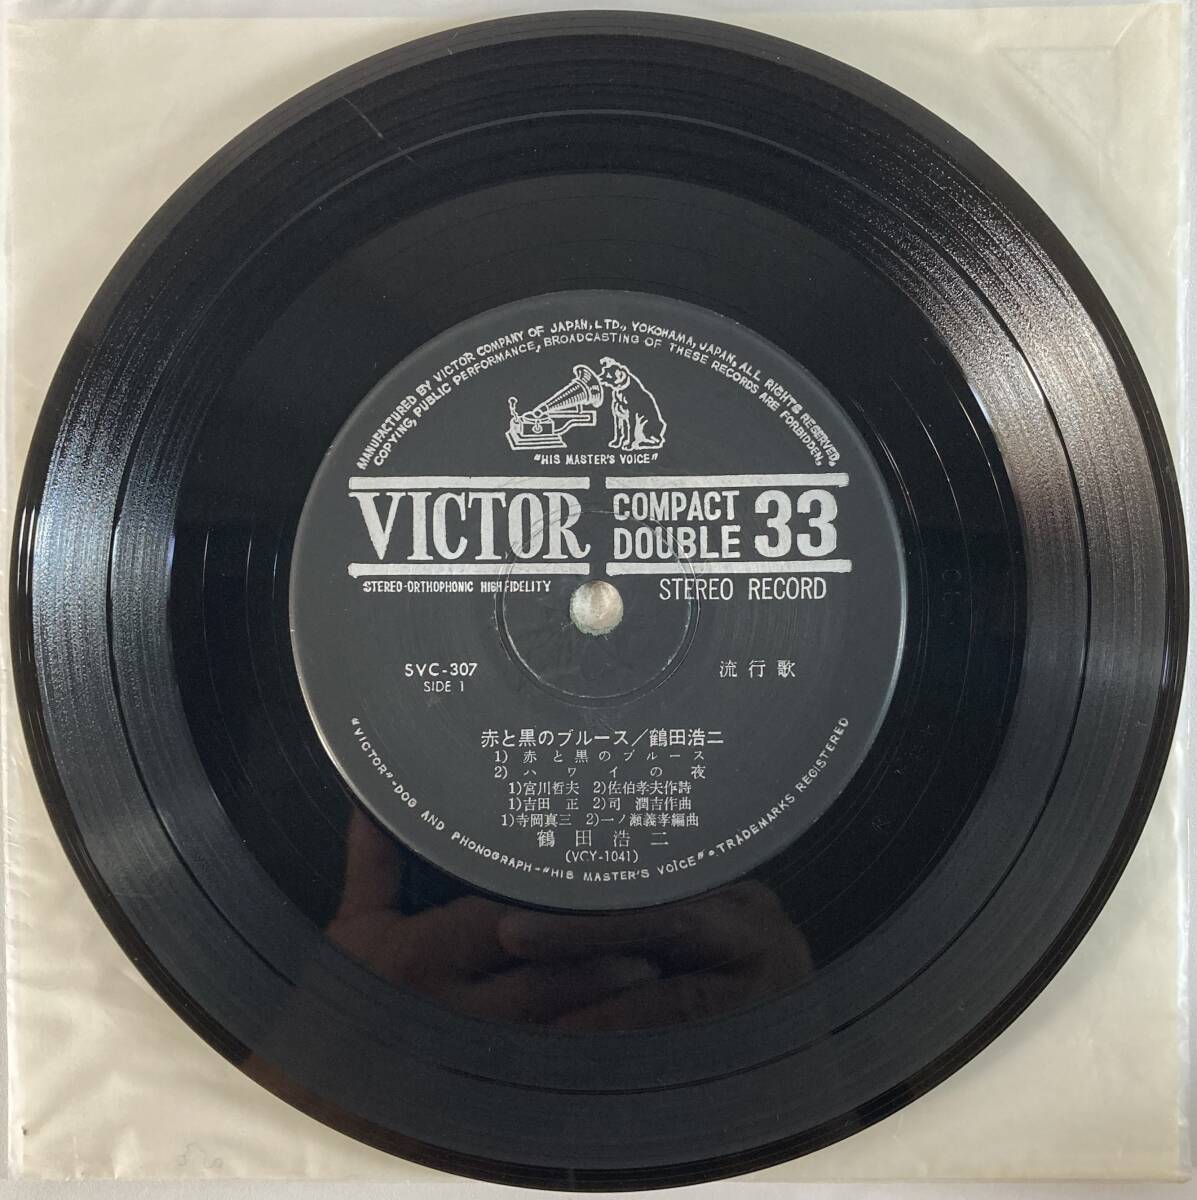 MANUFACTURED BY VICTOR COMPANY OF JAPAN, LTD., YOKOHAMA, JAPAN. ALL RIGHTS RESERVED.
COPYING, PUBLIC PERFORMANCE, BROADCASTING OF THESE RECORDS ARE FORBIDDEN.
"HIS MASTER'S VOICE"
VICTOR
COMPACT
DOUBLE 33
STEREO-ORTHOPHONIC HIGH FIDELITY
STEREO RECORD
SVC-307
SIDE 1
流行歌
赤と黒のブルース／鶴田浩二
1) 赤と黒のブルース
2) ハワイの夜
1)宮川哲夫 2)佐伯孝夫作詩
1)吉田 正 2)司 潤吉作曲
1)寺岡真三 2)一ノ瀬義孝編曲
鶴田浩二
(VCY-1041)
"VICTOR"-DOG AND PHONOGRAPH-"HIS MASTER'S VOICE"・TRADEMARKS REGISTERED